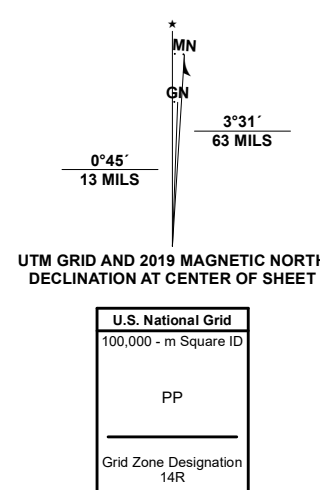 MN
GN
3°31´
63 MILS
0°45´
13 MILS
UTM GRID AND 2019 MAGNETIC NORTH
DECLINATION AT CENTER OF SHEET
U.S. National Grid
100,000 - m Square ID
PP
Grid Zone Designation
14R